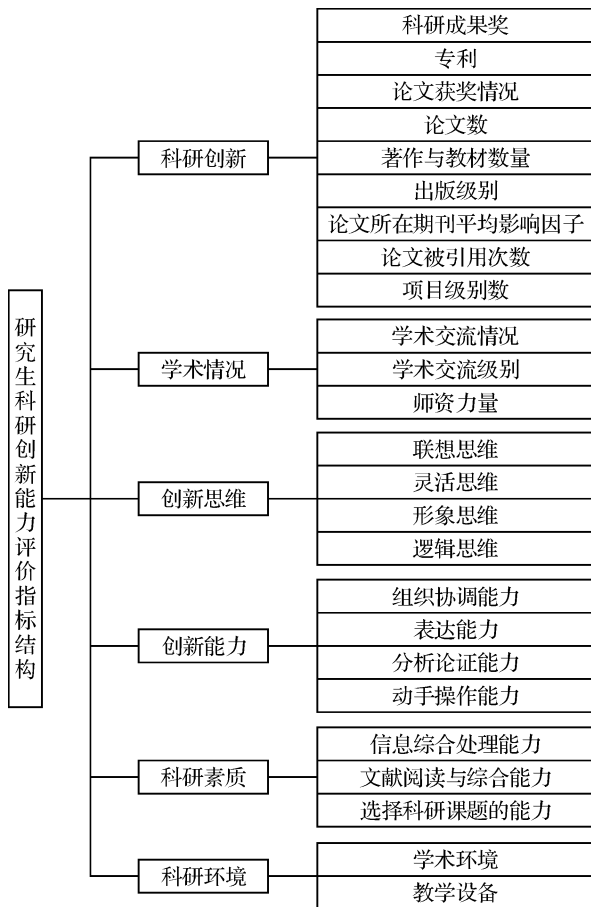 研究生科研创新能力评价指标结构
科研创新
科研成果奖
专利
论文获奖情况
论文数
著作与教材数量
出版级别
论文所在期刊平均影响因子
论文被引用次数
项目级别数
学术情况
学术交流情况
学术交流级别
师资力量
创新思维
联想思维
灵活思维
形象思维
逻辑思维
创新能力
组织协调能力
表达能力
分析论证能力
动手操作能力
科研素质
信息综合处理能力
文献阅读与综合能力
选择科研课题的能力
科研环境
学术环境
教学设备